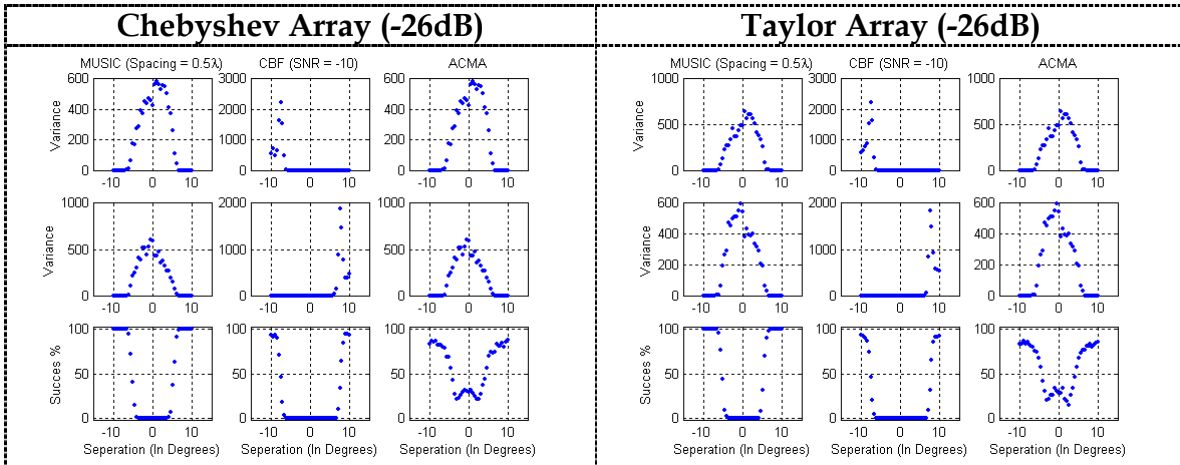 Chebyshev Array (-26dB)
Taylor Array (-26dB)
MUSIC (Spacing = 0.5λ)
CBF (SNR = -10)
ACMA
MUSIC (Spacing = 0.5λ)
CBF (SNR = -10)
ACMA
Variance
600
400
200
0
-10 0 10
3000
2000
1000
0
-10 0 10
600
400
200
0
-10 0 10
Variance
1000
500
0
-10 0 10
3000
2000
1000
0
-10 0 10
1000
500
0
-10 0 10
Variance
1000
500
0
-10 0 10
2000
1000
0
-10 0 10
1000
500
0
-10 0 10
Variance
600
400
200
0
-10 0 10
2000
1000
0
-10 0 10
600
400
200
0
-10 0 10
Succes %
100
50
0
-10 0 10
Seperation (In Degrees)
100
50
0
-10 0 10
Seperation (In Degrees)
100
50
0
-10 0 10
Seperation (In Degrees)
Succes %
100
50
0
-10 0 10
Seperation (In Degrees)
100
50
0
-10 0 10
Seperation (In Degrees)
100
50
0
-10 0 10
Seperation (In Degrees)